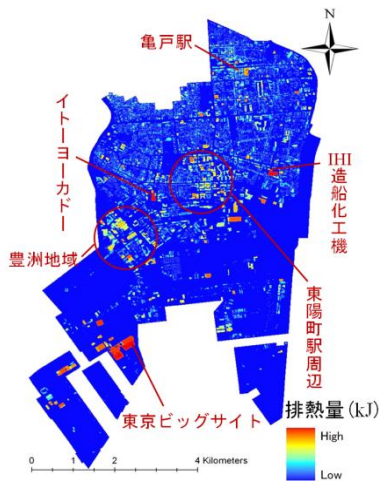 N
亀戸駅
イトーヨーカドー
IHI
造船化工機
豊洲地域
東陽町駅周辺
東京ビッグサイト
排熱量(kJ)
High
Low
0 1 2 4 Kilometers